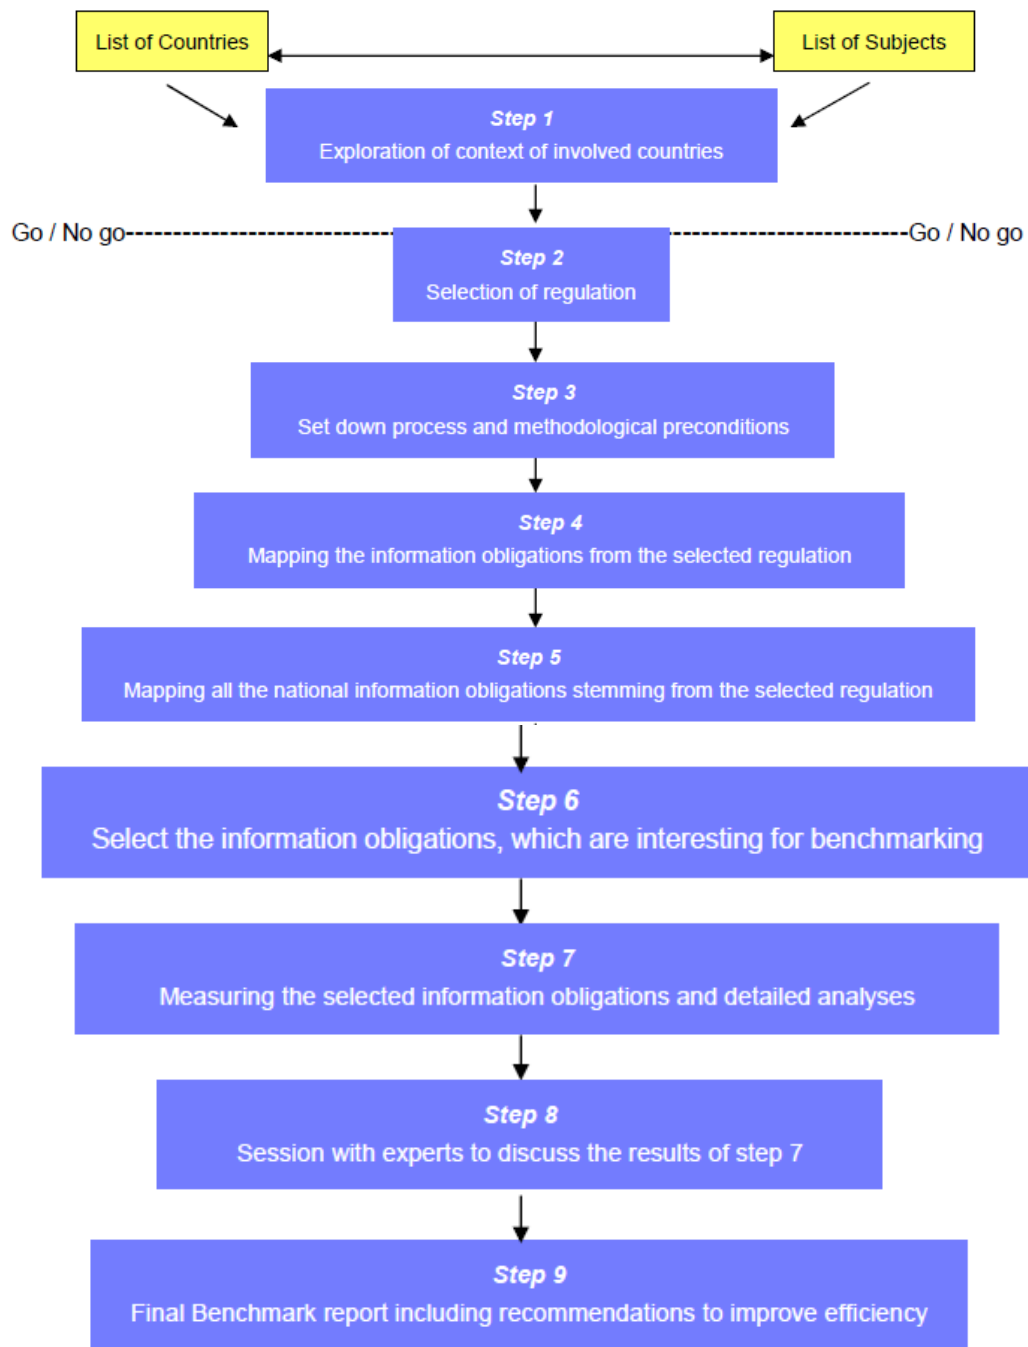 List of Countries
List of Subjects
Step 1
Exploration of context of involved countries
Go / No go
Go / No go
Step 2
Selection of regulation
Step 3
Set down process and methodological preconditions
Step 4
Mapping the information obligations from the selected regulation
Step 5
Mapping all the national information obligations stemming from the selected regulation
Step 6
Select the information obligations, which are interesting for benchmarking
Step 7
Measuring the selected information obligations and detailed analyses
Step 8
Session with experts to discuss the results of step 7
Step 9
Final Benchmark report including recommendations to improve efficiency